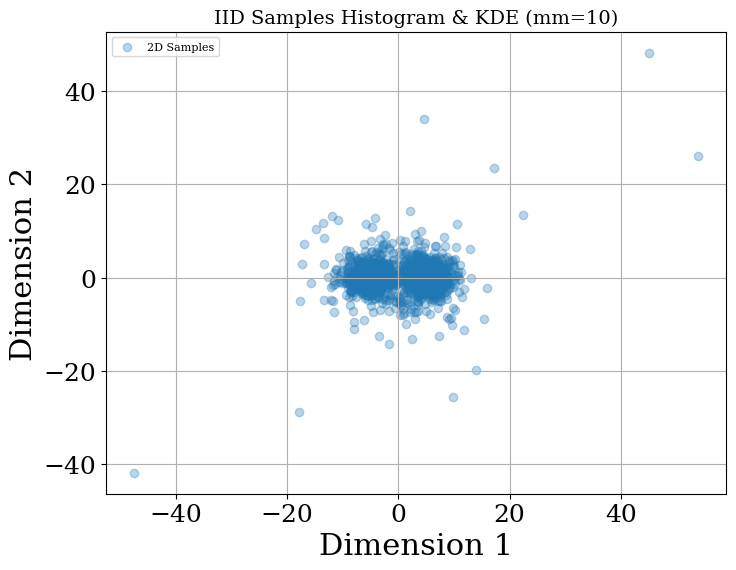 IID Samples Histogram & KDE (mm=10)
2D Samples
Dimension 2
40
20
0
−20
−40
−40 −20 0 20 40
Dimension 1